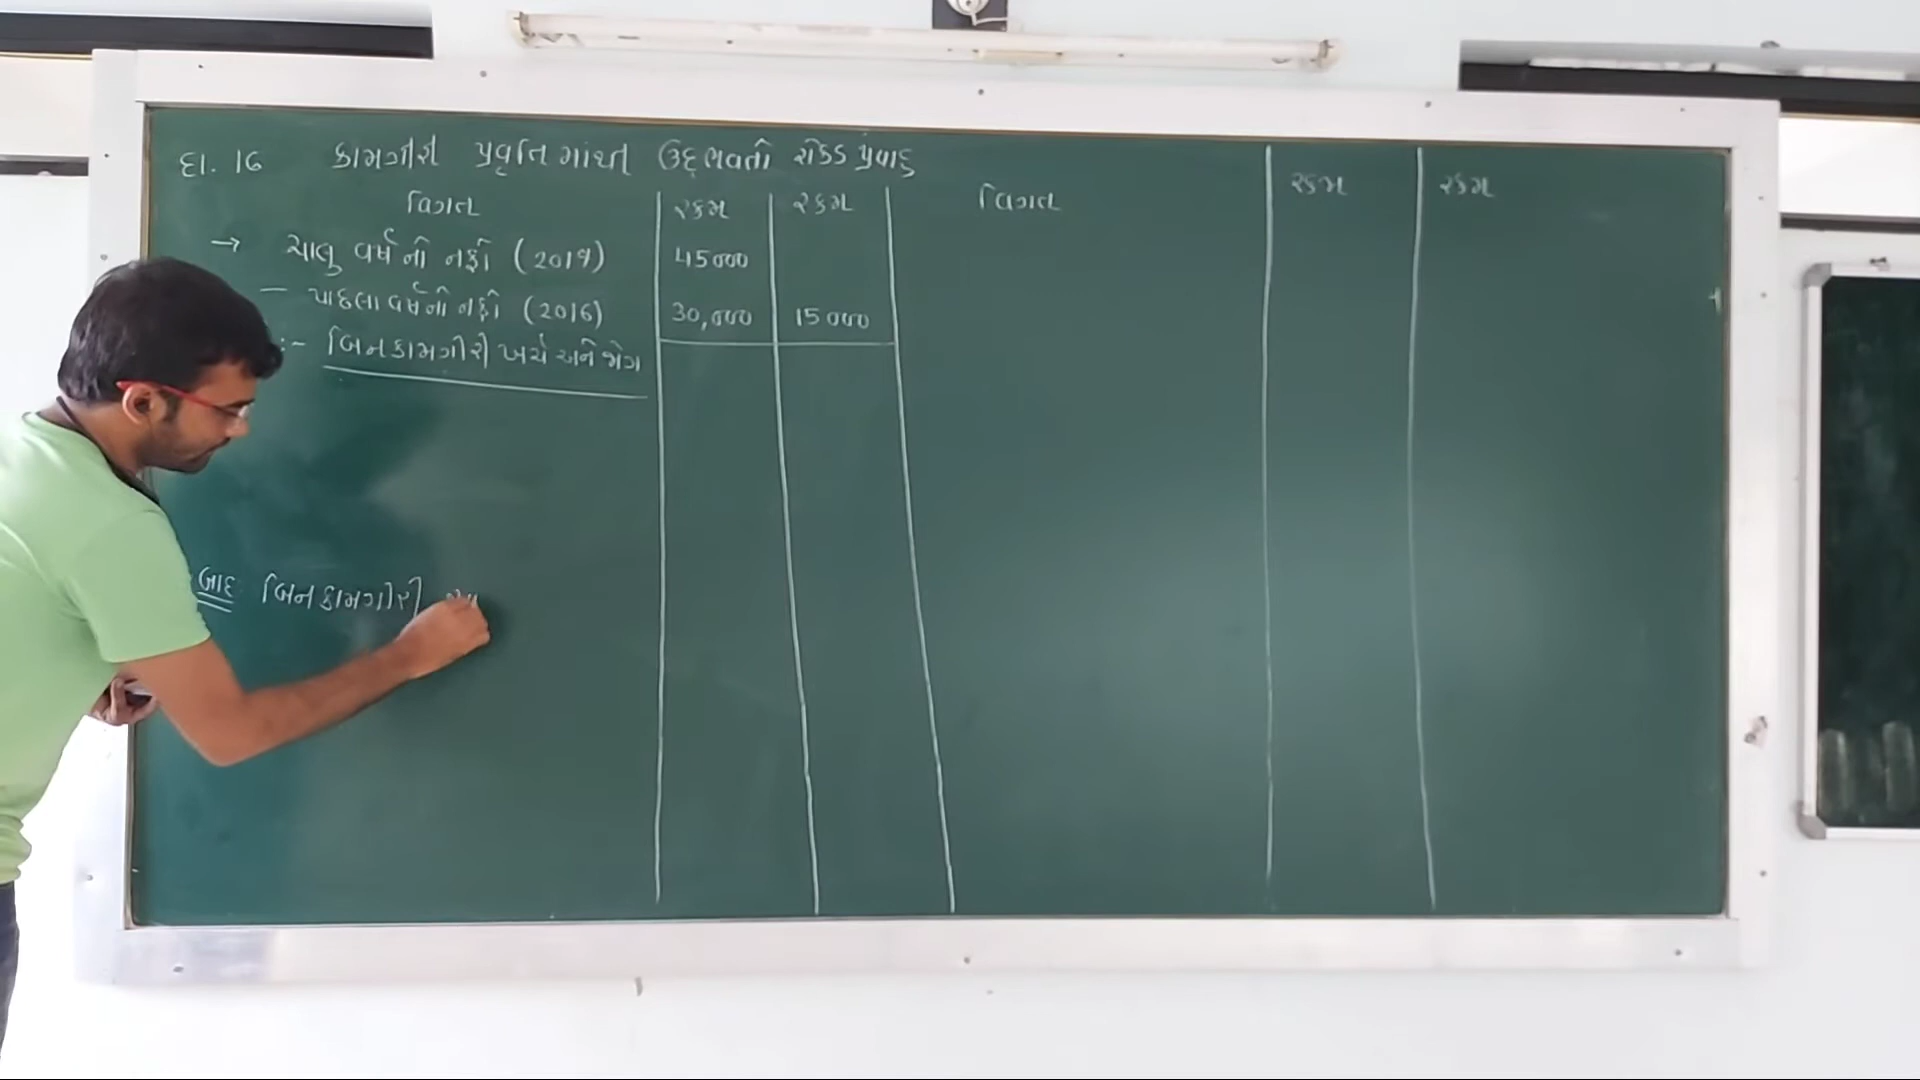 દા. 16 કામગીરી પ્રવૃતિમાંથી ઉદ્ભવતો રોકડ પ્રવાહ
વિગત રકમ રકમ વિગત રકમ રકમ
→ ચાલુ વર્ષનો નફો (2017) 45000
– પાછલા વર્ષનો નફો (2016) 30,000 15000
:- બિનકામગીરી ખર્ચ અને જોગ
બાદ બિનકામગીરી